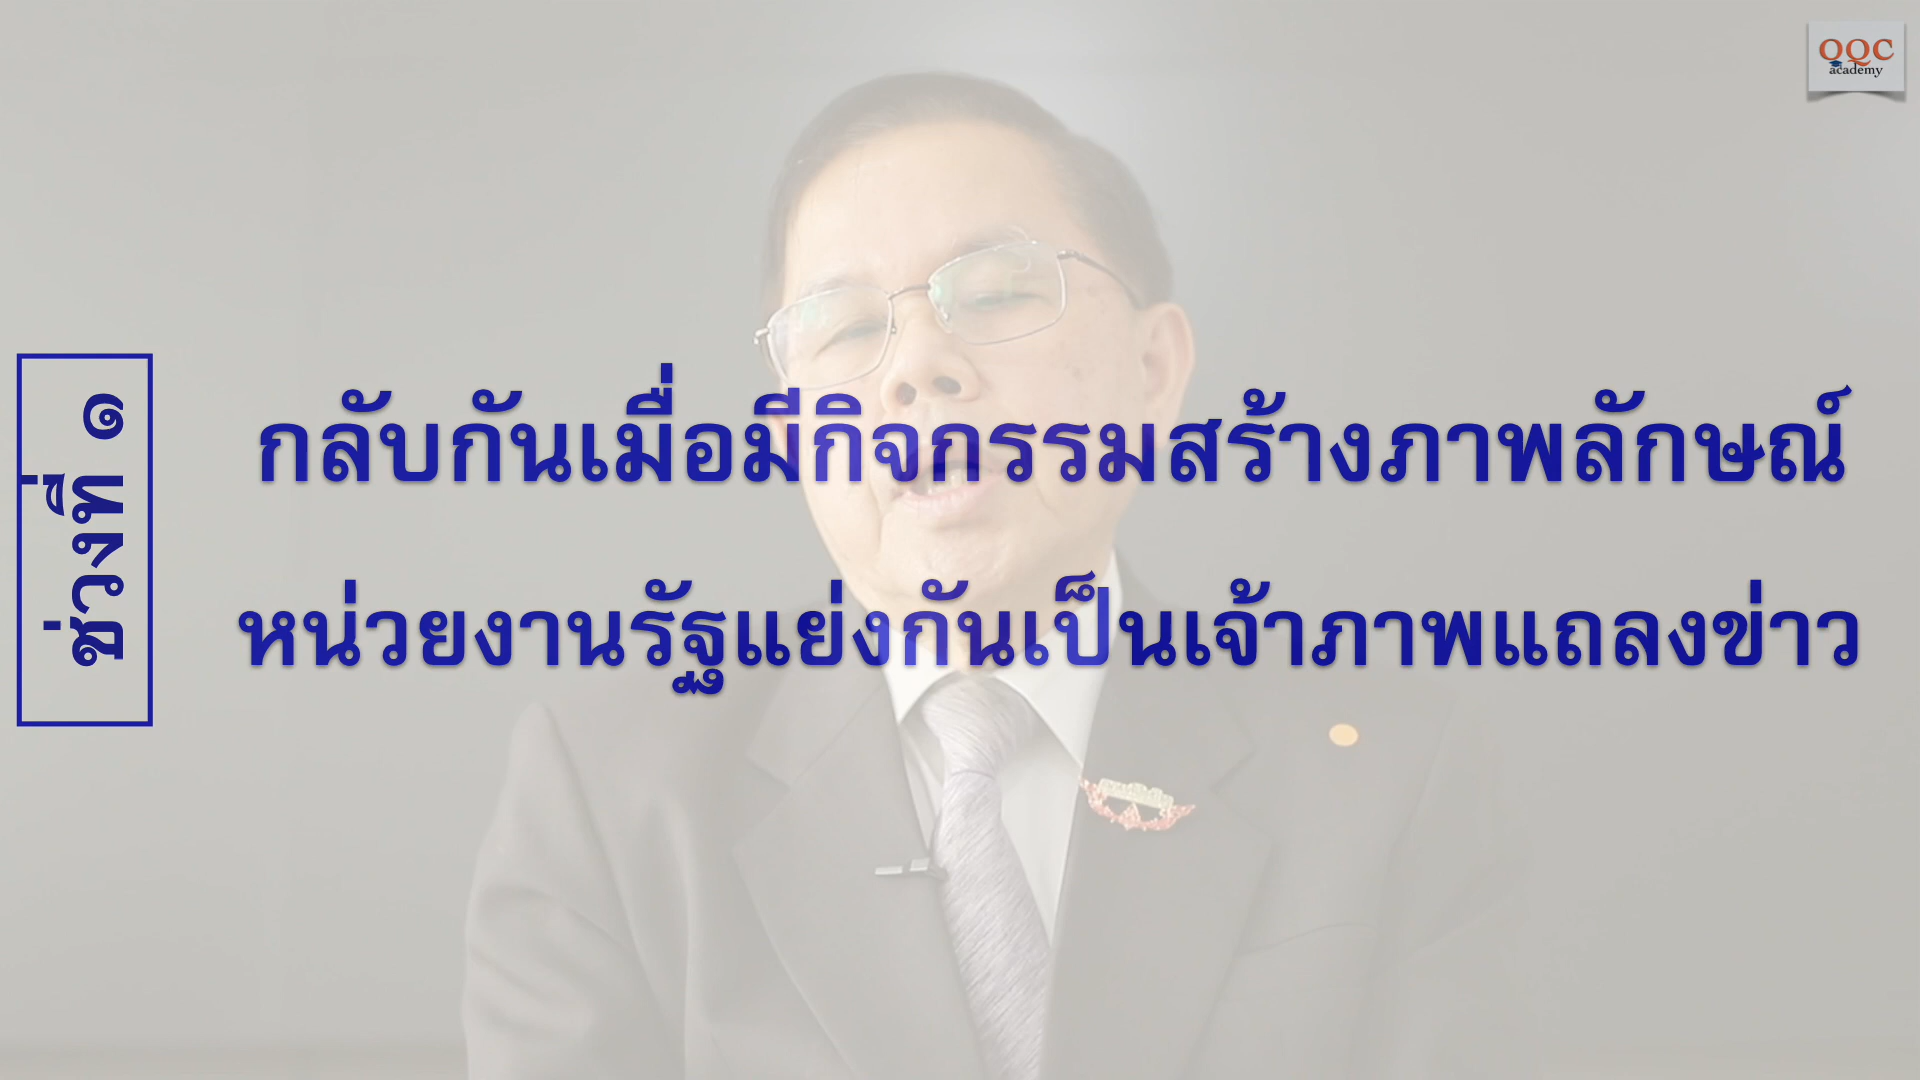 ช่วงที่ ๑
กลับกันเมื่อมีกิจกรรมสร้างภาพลักษณ์
หน่วยงานรัฐแย่งกันเป็นเจ้าภาพแถลงข่าว
OQC
academy